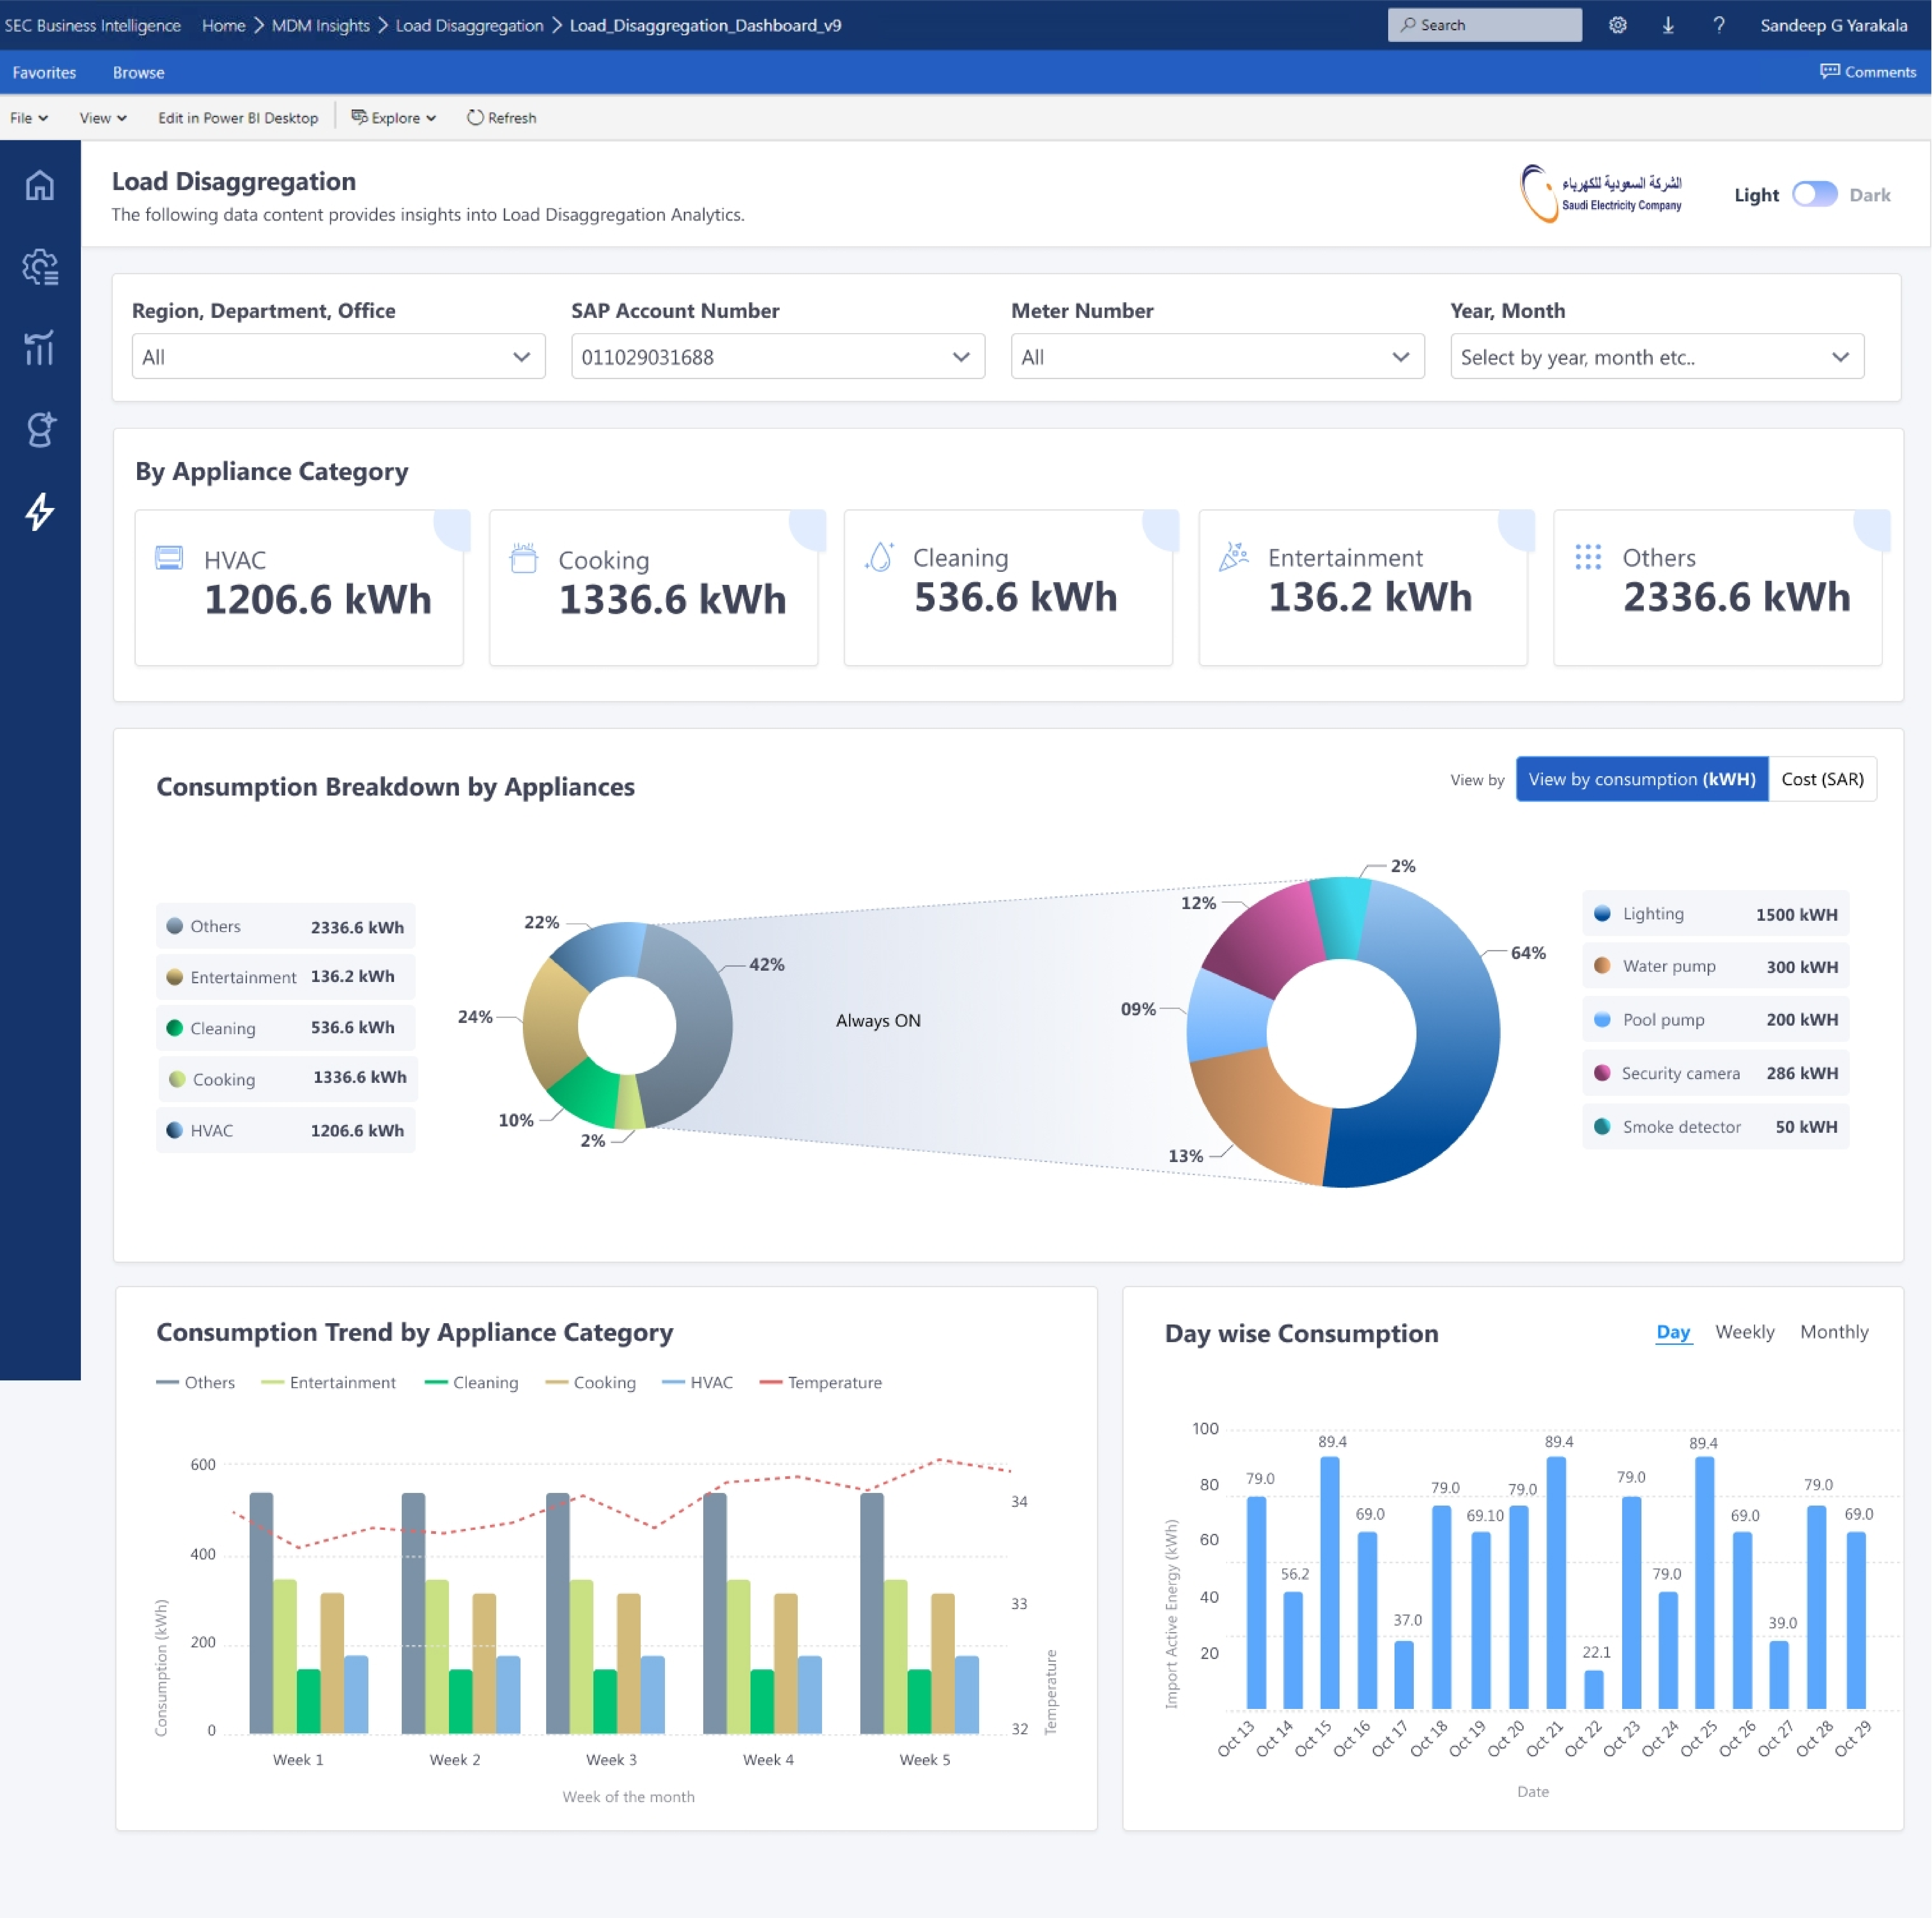 SEC Business Intelligence Home > MDM Insights > Load Disaggregation > Load_Disaggregation_Dashboard_v9 Search ? Sandeep G Yarakala
Favorites Browse Comments
File View Edit in Power BI Desktop Explore Refresh
Load Disaggregation
The following data content provides insights into Load Disaggregation Analytics.
الشركة السعودية للكهرباء
Saudi Electricity Company
Light Dark
Region, Department, Office SAP Account Number Meter Number Year, Month
All 011029031688 All Select by year, month etc..
By Appliance Category
HVAC
1206.6 kWh
Cooking
1336.6 kWh
Cleaning
536.6 kWh
Entertainment
136.2 kWh
Others
2336.6 kWh
Consumption Breakdown by Appliances
View by View by consumption (kWH) Cost (SAR)
Others 2336.6 kWh
Entertainment 136.2 kWh
Cleaning 536.6 kWh
Cooking 1336.6 kWh
HVAC 1206.6 kWh
22%
42%
24%
10%
2%
Always ON
2%
12%
64%
09%
13%
Lighting 1500 kWH
Water pump 300 kWH
Pool pump 200 kWH
Security camera 286 kWH
Smoke detector 50 kWH
Consumption Trend by Appliance Category
Others Entertainment Cleaning Cooking HVAC Temperature
600
400
200
0
Consumption (kWh)
34
33
32
Temperature
Week 1 Week 2 Week 3 Week 4 Week 5
Week of the month
Day wise Consumption
Day Weekly Monthly
100
80
60
40
20
Import Active Energy (kWh)
79.0 56.2 89.4 69.0 37.0 79.0 69.10 79.0 89.4 22.1 79.0 79.0 89.4 69.0 39.0 79.0 69.0
Oct 13 Oct 14 Oct 15 Oct 16 Oct 17 Oct 18 Oct 19 Oct 20 Oct 21 Oct 22 Oct 23 Oct 24 Oct 25 Oct 26 Oct 27 Oct 28 Oct 29
Date